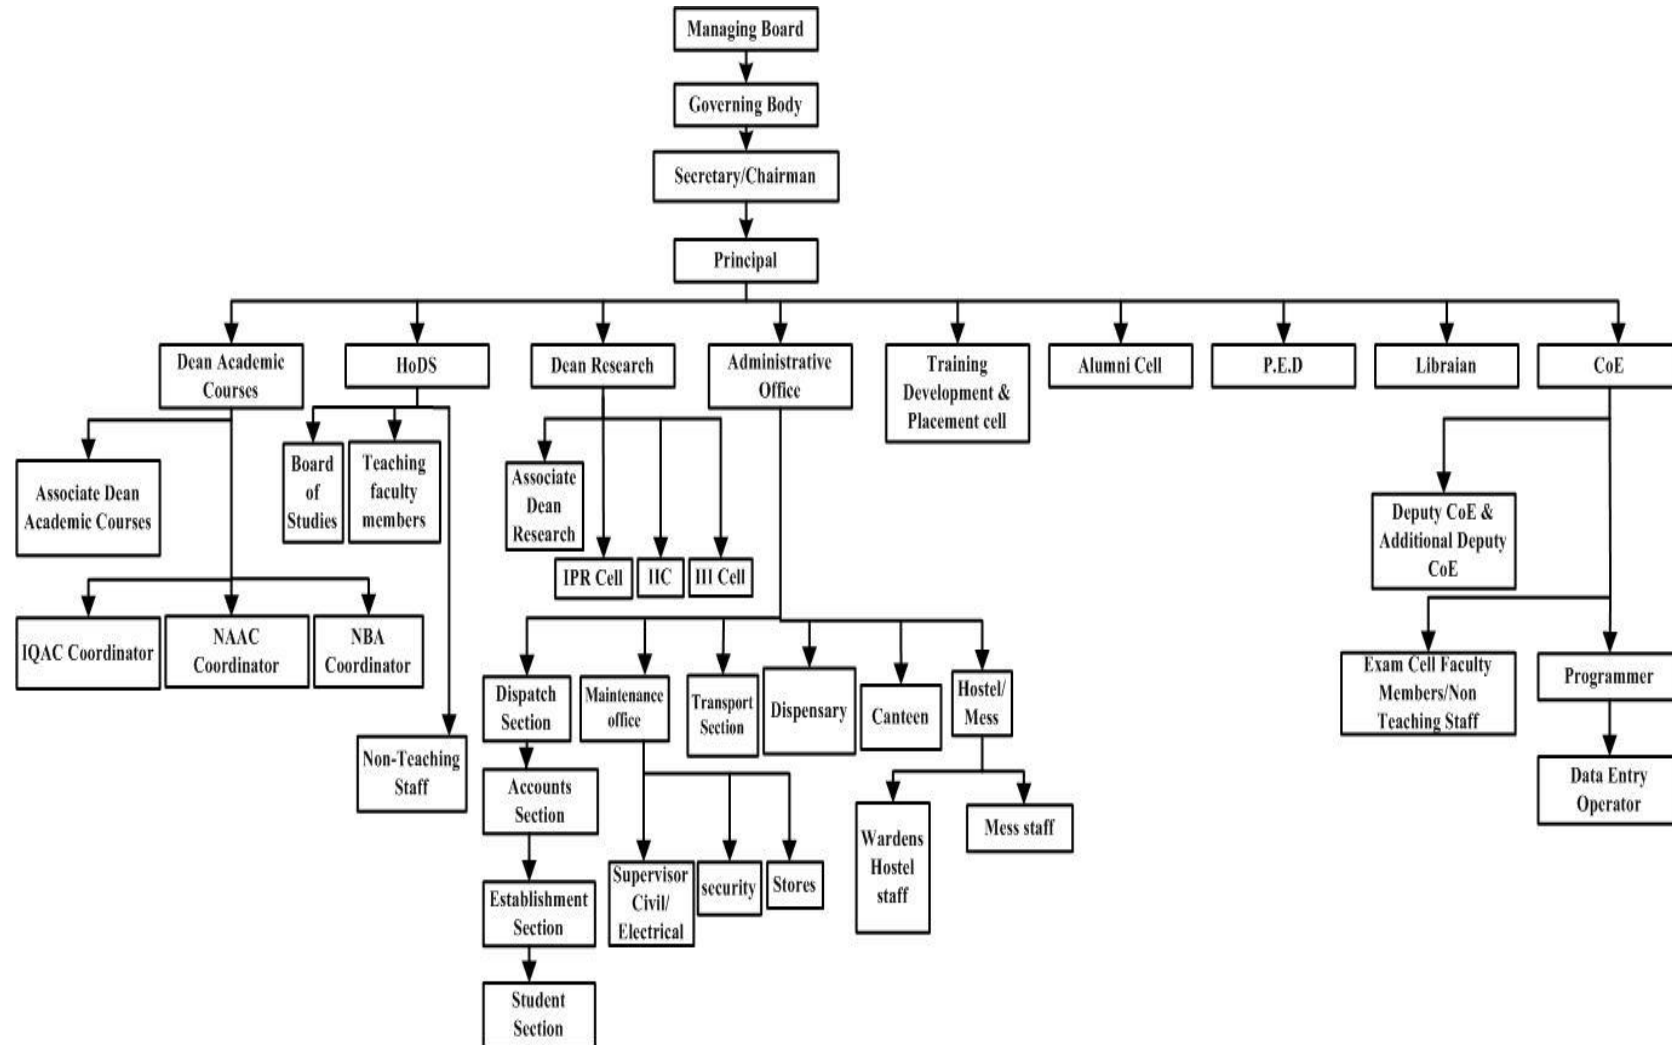 Managing Board
Governing Body
Secretary/Chairman
Principal
Dean Academic
Courses
HoDS
Dean Research
Administrative
Office
Training
Development &
Placement cell
Alumni Cell
P.E.D
Libraian
CoE
Associate Dean
Academic Courses
Board
of
Studies
Teaching
faculty
members
Associate
Dean
Research
Deputy CoE &
Additional Deputy
CoE
IPR Cell
IIC
III Cell
IQAC Coordinator
NAAC
Coordinator
NBA
Coordinator
Non-Teaching
Staff
Dispatch
Section
Maintenance
office
Transport
Section
Dispensary
Canteen
Hostel/
Mess
Exam Cell Faculty
Members/Non
Teaching Staff
Programmer
Accounts
Section
Data Entry
Operator
Supervisor
Civil/
Electrical
security
Stores
Wardens
Hostel
staff
Mess staff
Establishment
Section
Student
Section